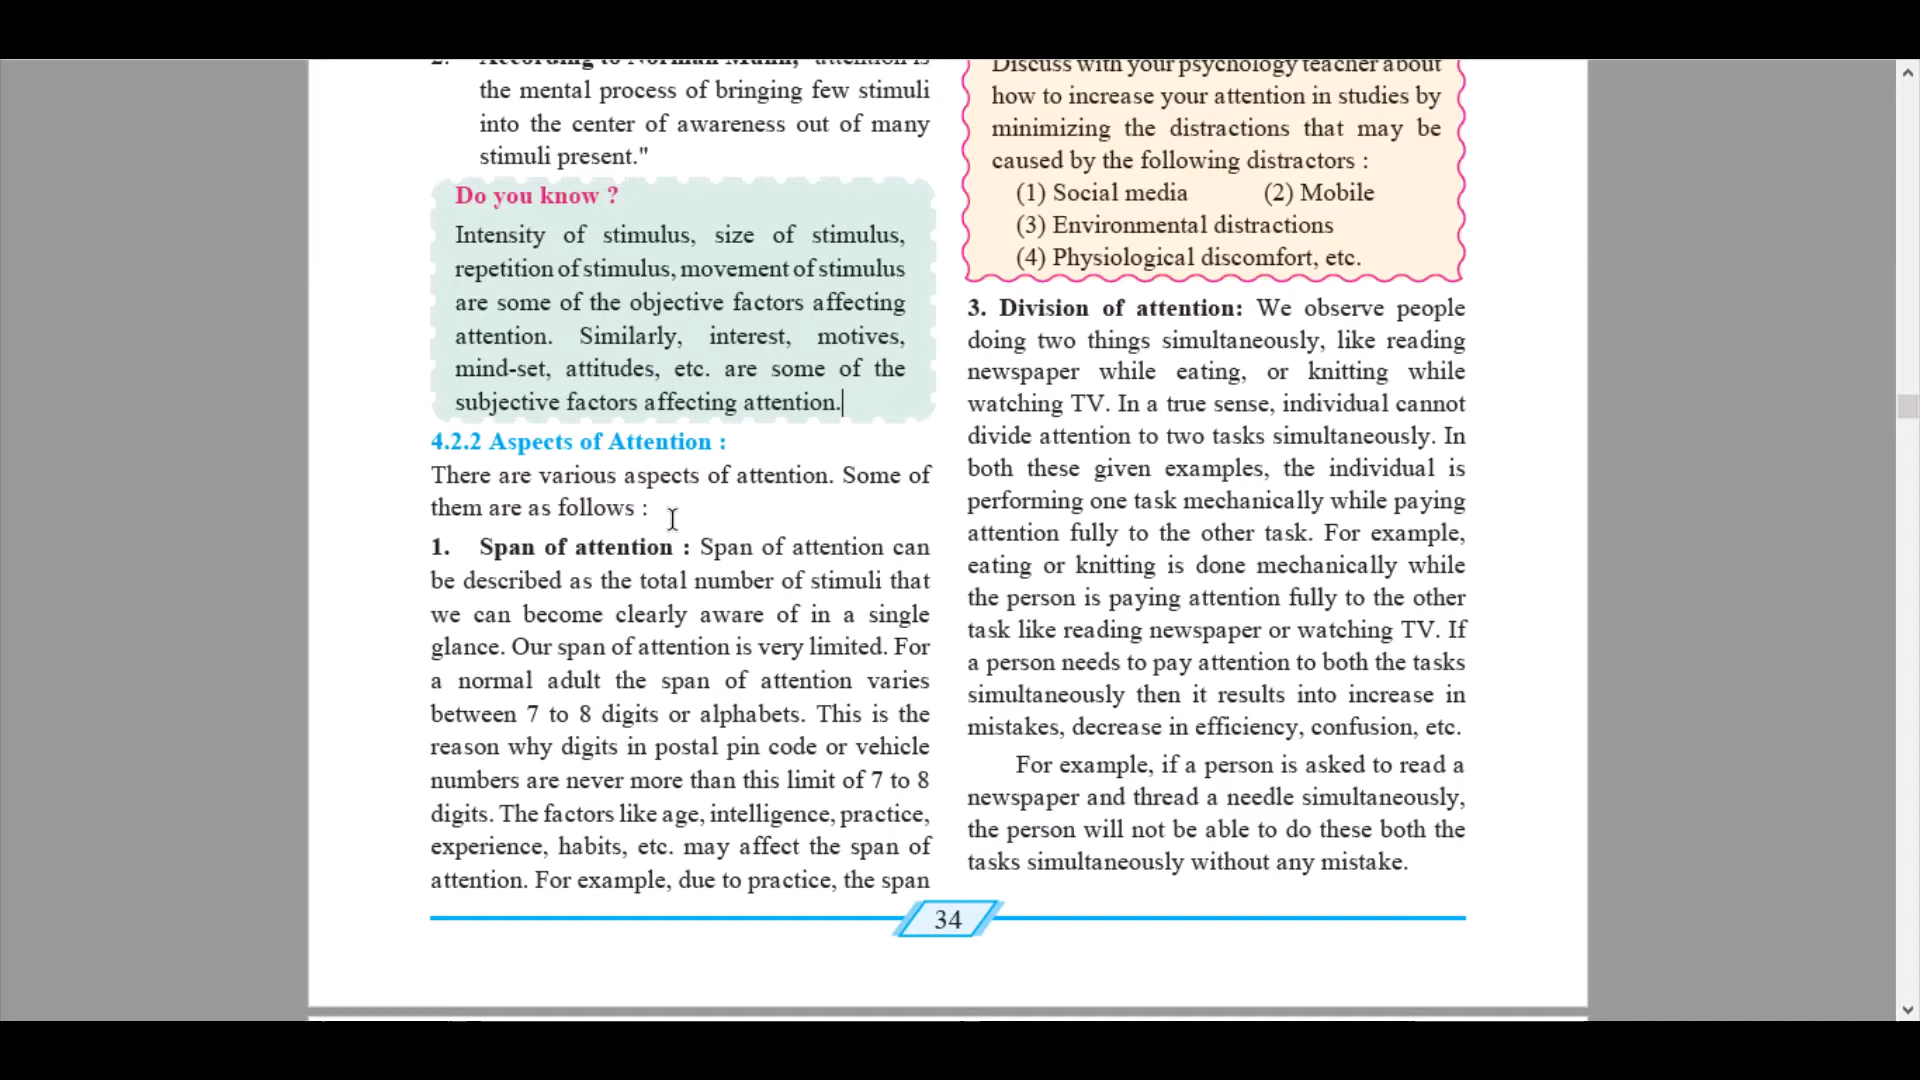 2. According to Norman Munn, "attention is
the mental process of bringing few stimuli
into the center of awareness out of many
stimuli present."
Do you know ?
Intensity of stimulus, size of stimulus,
repetition of stimulus, movement of stimulus
are some of the objective factors affecting
attention. Similarly, interest, motives,
mind-set, attitudes, etc. are some of the
subjective factors affecting attention.
4.2.2 Aspects of Attention :
There are various aspects of attention. Some of
them are as follows :
1. Span of attention : Span of attention can
be described as the total number of stimuli that
we can become clearly aware of in a single
glance. Our span of attention is very limited. For
a normal adult the span of attention varies
between 7 to 8 digits or alphabets. This is the
reason why digits in postal pin code or vehicle
numbers are never more than this limit of 7 to 8
digits. The factors like age, intelligence, practice,
experience, habits, etc. may affect the span of
attention. For example, due to practice, the span
Discuss with your psychology teacher about
how to increase your attention in studies by
minimizing the distractions that may be
caused by the following distractors :
(1) Social media (2) Mobile
(3) Environmental distractions
(4) Physiological discomfort, etc.
3. Division of attention: We observe people
doing two things simultaneously, like reading
newspaper while eating, or knitting while
watching TV. In a true sense, individual cannot
divide attention to two tasks simultaneously. In
both these given examples, the individual is
performing one task mechanically while paying
attention fully to the other task. For example,
eating or knitting is done mechanically while
the person is paying attention fully to the other
task like reading newspaper or watching TV. If
a person needs to pay attention to both the tasks
simultaneously then it results into increase in
mistakes, decrease in efficiency, confusion, etc.
For example, if a person is asked to read a
newspaper and thread a needle simultaneously,
the person will not be able to do these both the
tasks simultaneously without any mistake.
34